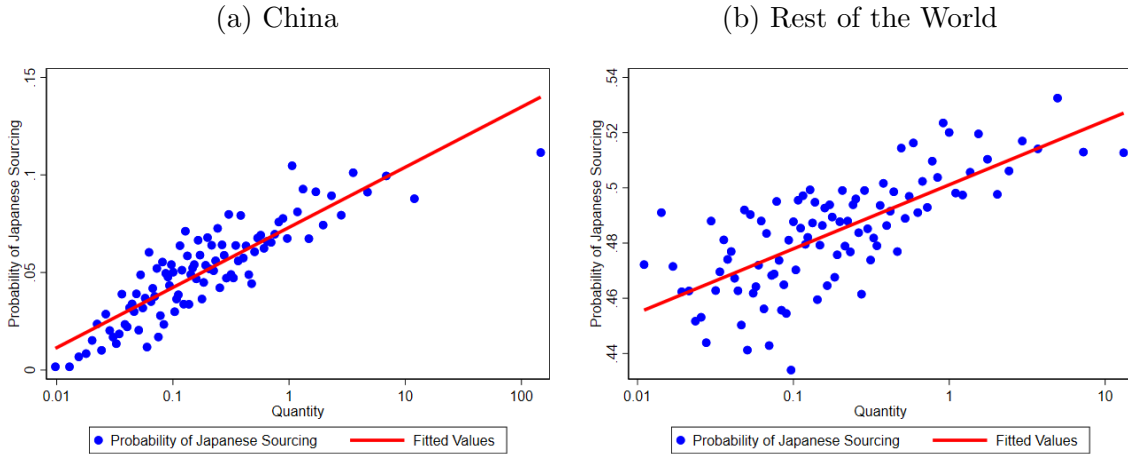 (a) China
Probability of Japanese Sourcing
.15
.1
.05
0
0.01 0.1 1 10 100
Quantity
Probability of Japanese Sourcing Fitted Values
(b) Rest of the World
Probability of Japanese Sourcing
.54
.52
.5
.48
.46
.44
0.01 0.1 1 10
Quantity
Probability of Japanese Sourcing Fitted Values